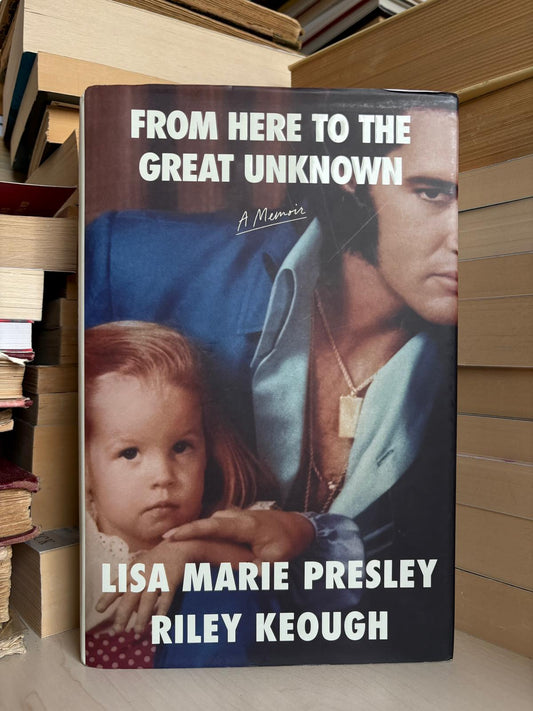 FROM HERE TO THE
GREAT UNKNOWN
A Memoir
LISA MARIE PRESLEY
RILEY KEOUGH